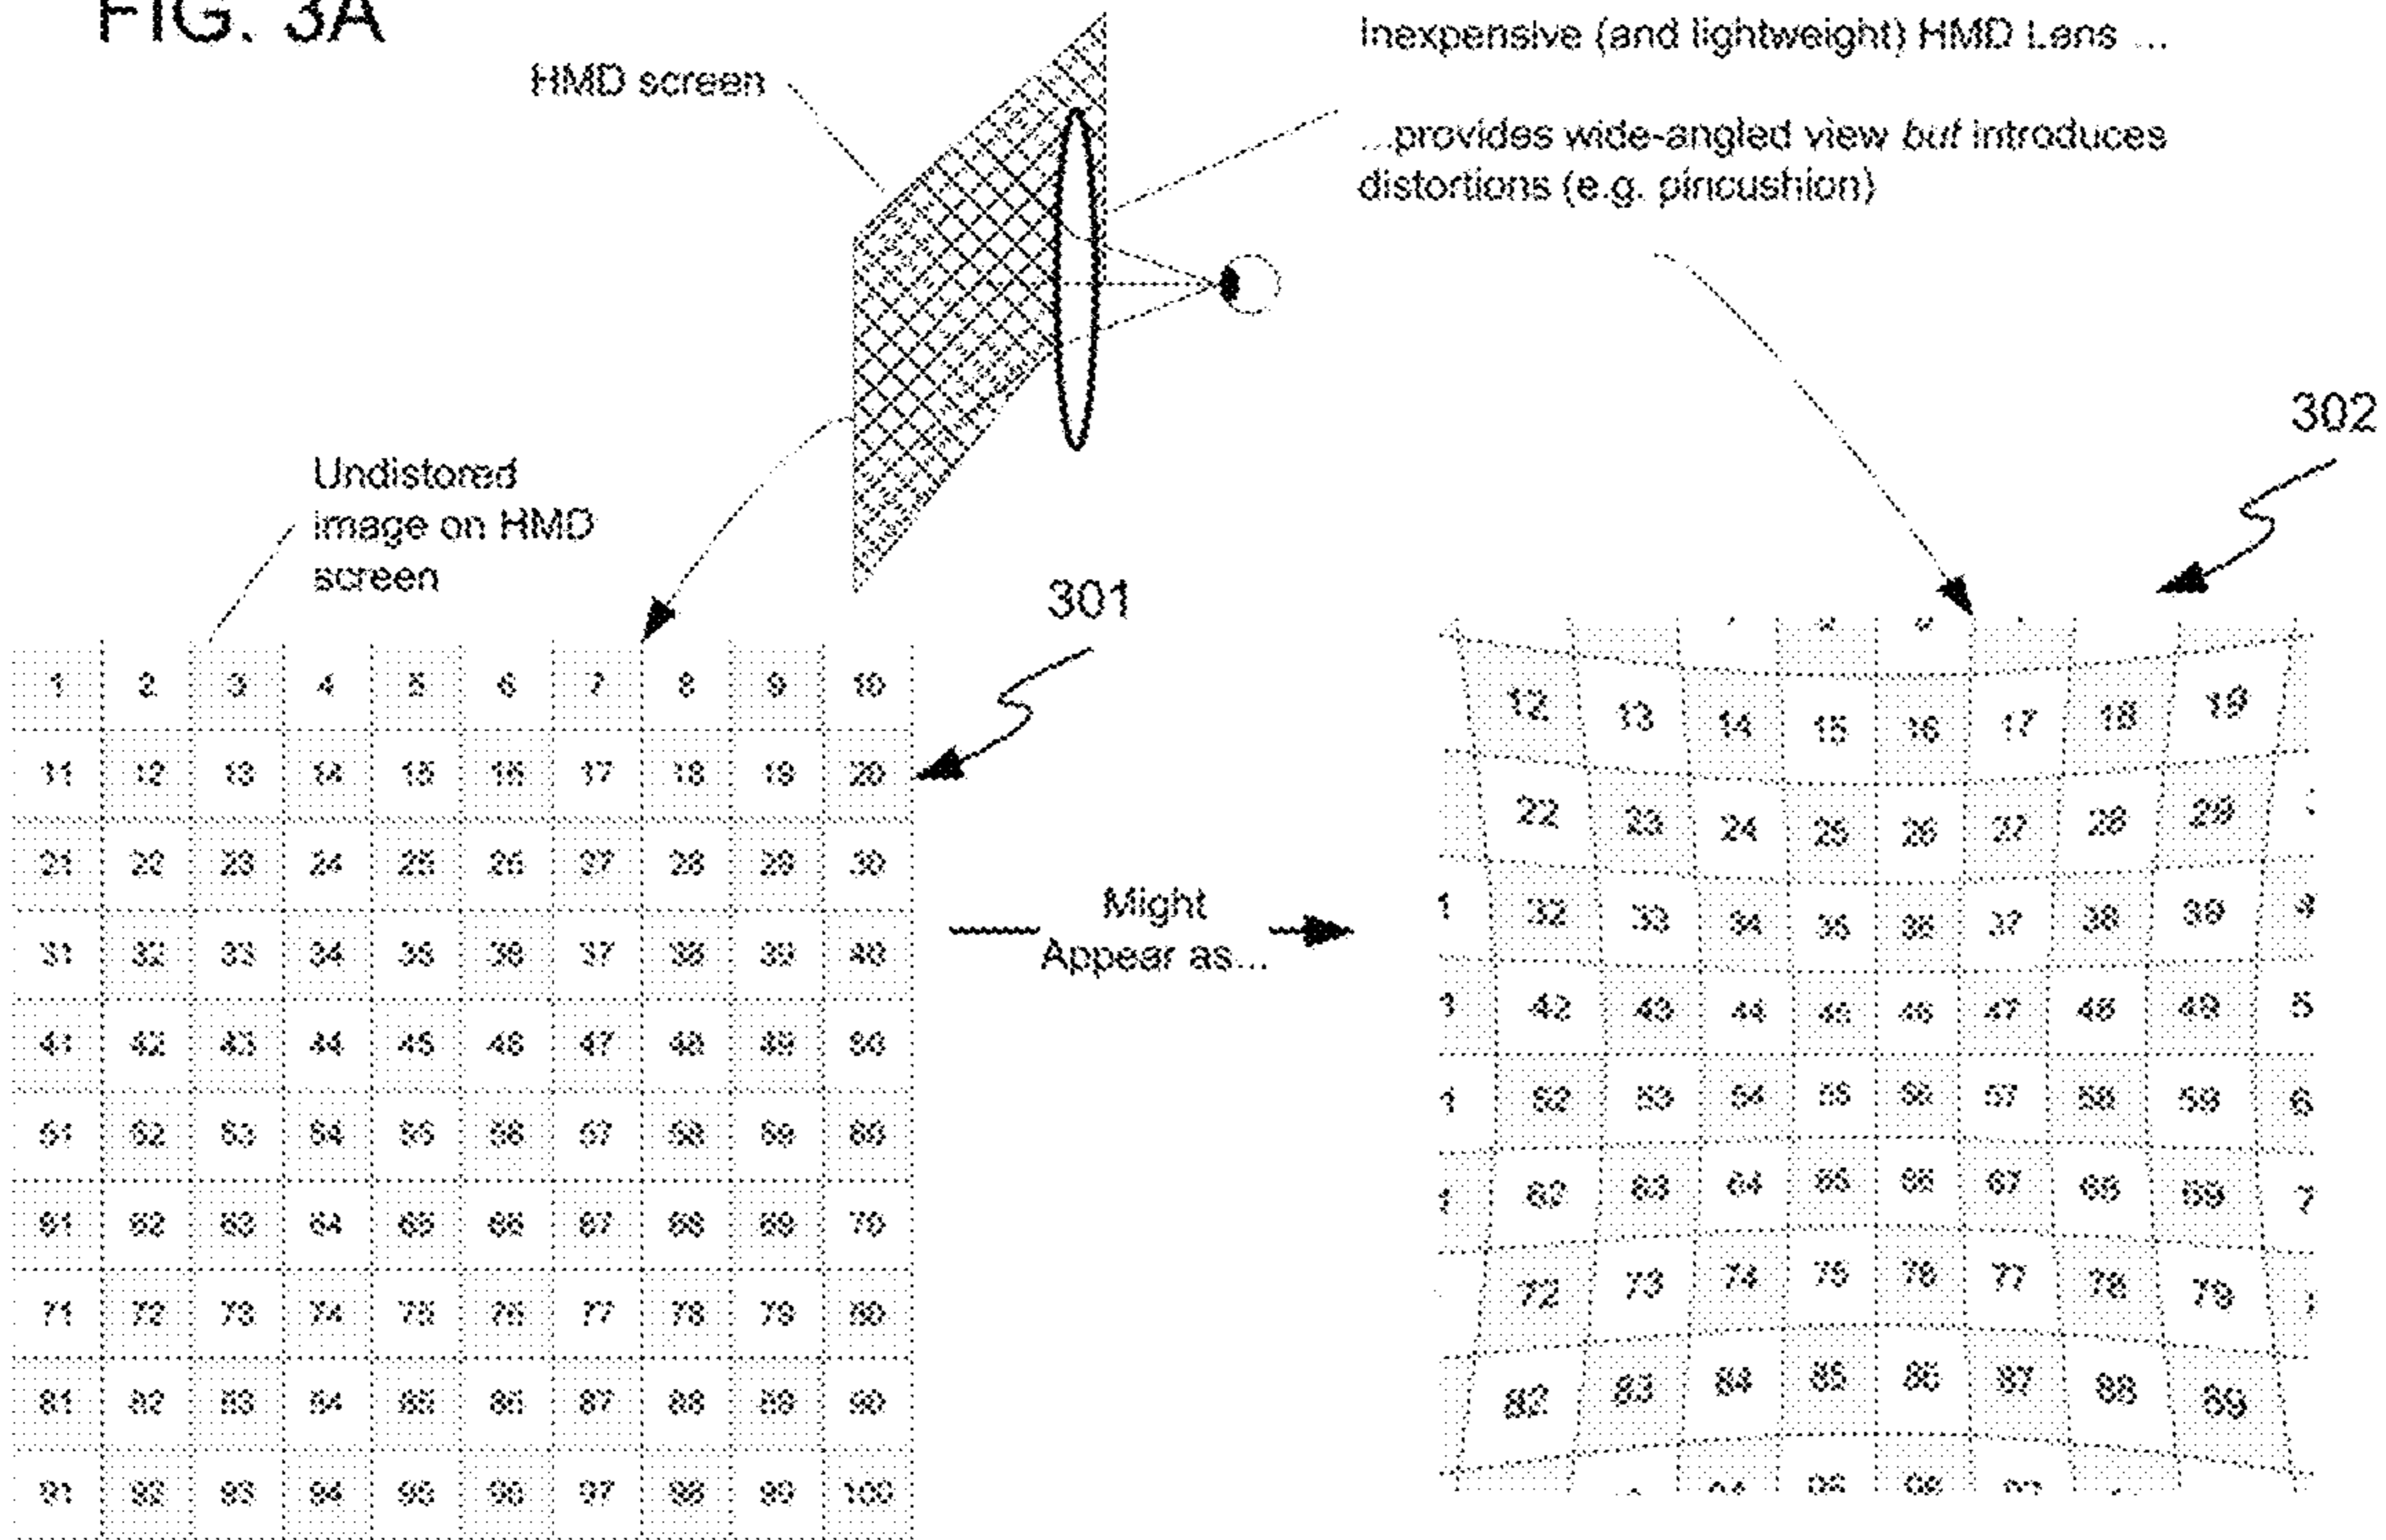 FIG. 3A
HMD screen
Inexpensive (and lightweight) HMD Lens ...
...provides wide-angled view but introduces
distortions (e.g. pincushion)
302
Undistored
image on HMD
screen
301
1 2 3 4 5 6 7 8 9 10
11 12 13 14 15 16 17 18 19 20
21 22 23 24 25 26 27 28 29 30
31 32 33 34 35 36 37 38 39 40
41 42 43 44 45 46 47 48 49 50
51 52 53 54 55 56 57 58 59 60
61 62 63 64 65 66 67 68 69 70
71 72 73 74 75 76 77 78 79 80
81 82 83 84 85 86 87 88 89 90
91 92 93 94 95 96 97 98 99 100
Might
Appear as...
12 13 14 15 16 17 18 19
22 23 24 25 26 27 28 29
1 32 33 34 35 36 37 38 39 4
42 43 44 45 46 47 48 49 5
52 53 54 55 56 57 58 59 6
62 63 64 65 66 67 68 69 7
72 73 74 75 76 77 78 79
82 83 84 85 86 87 88 89
95 96